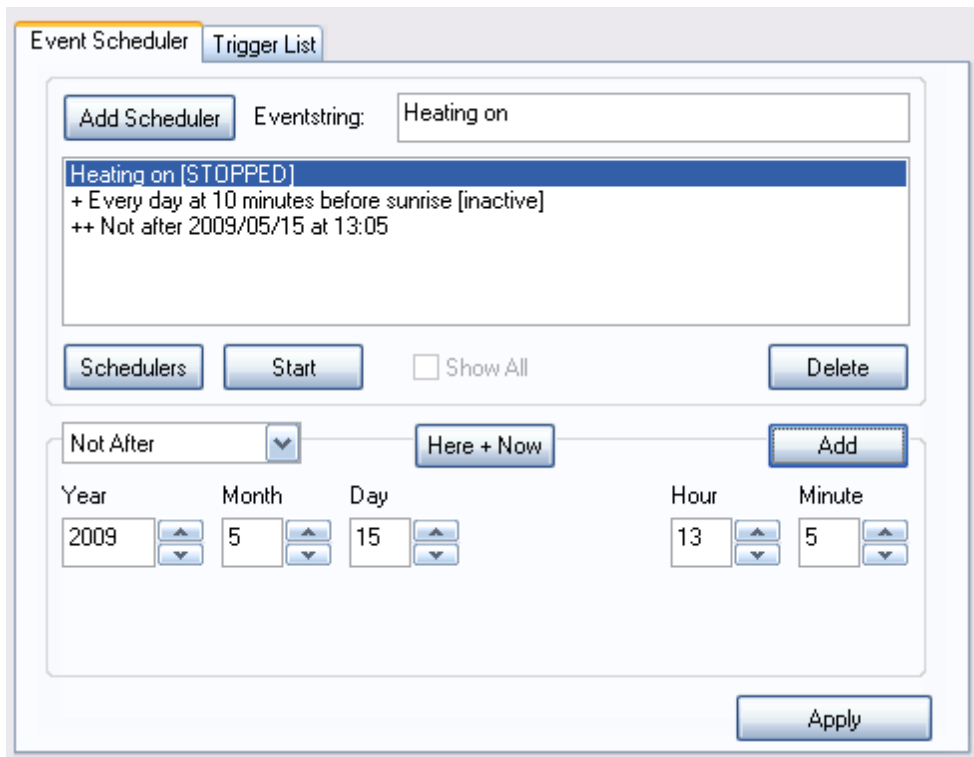 Event Scheduler Trigger List
Add Scheduler Eventstring: Heating on
Heating on [STOPPED]
+ Every day at 10 minutes before sunrise [inactive]
++ Not after 2009/05/15 at 13:05
Schedulers Start Show All Delete
Not After Here + Now Add
Year Month Day Hour Minute
2009 5 15 13 5
Apply